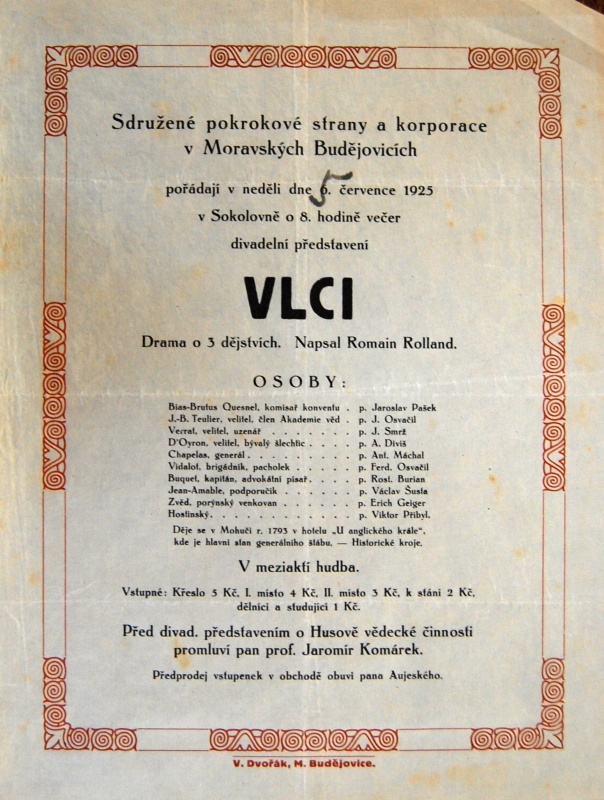 Sdružené pokrokové strany a korporace
v Moravských Budějovicích
pořádají v neděli dne 5. července 1925
v Sokolovně o 8. hodině večer
divadelní představení
VLCI
Drama o 3 dějstvích. Napsal Romain Rolland.
OSOBY:
Bias-Brutus Quesnel, komisař konventu . p. Jaroslav Pašek
J.-B. Teulier, velitel, člen Akademie věd . p. J. Osvačil
Verrat, velitel, uzenář . . . . . . . p. J. Smrž
D'Oyron, velitel, bývalý šlechtic . . . . p. A. Diviš
Chapelas, generál . . . . . . . . . p. Ant. Máchal
Vidalot, brigádník, pacholek . . . . . p. Ferd. Osvačil
Buquet, kapitán, advokátní písař . . . . p. Rost. Burian
Jean-Amable, podporučík . . . . . . p. Václav Šusta
Zvěd, porýnský venkovan . . . . . . p. Erich Geiger
Hostinský . . . . . . . . . . . . p. Viktor Přibyl.
Děje se v Mohuči r. 1793 v hotelu „U anglického krále“,
kde je hlavní stan generálního štábu. — Historické kroje.
V meziaktí hudba.
Vstupné: Křeslo 5 Kč, I. místo 4 Kč, II. místo 3 Kč, k stání 2 Kč,
dělníci a studující 1 Kč.
Před divad. představením o Husově vědecké činnosti
promluví pan prof. Jaromír Komárek.
Předprodej vstupenek v obchodě obuvi pana Aujeského.
V. Dvořák, M. Budějovice.